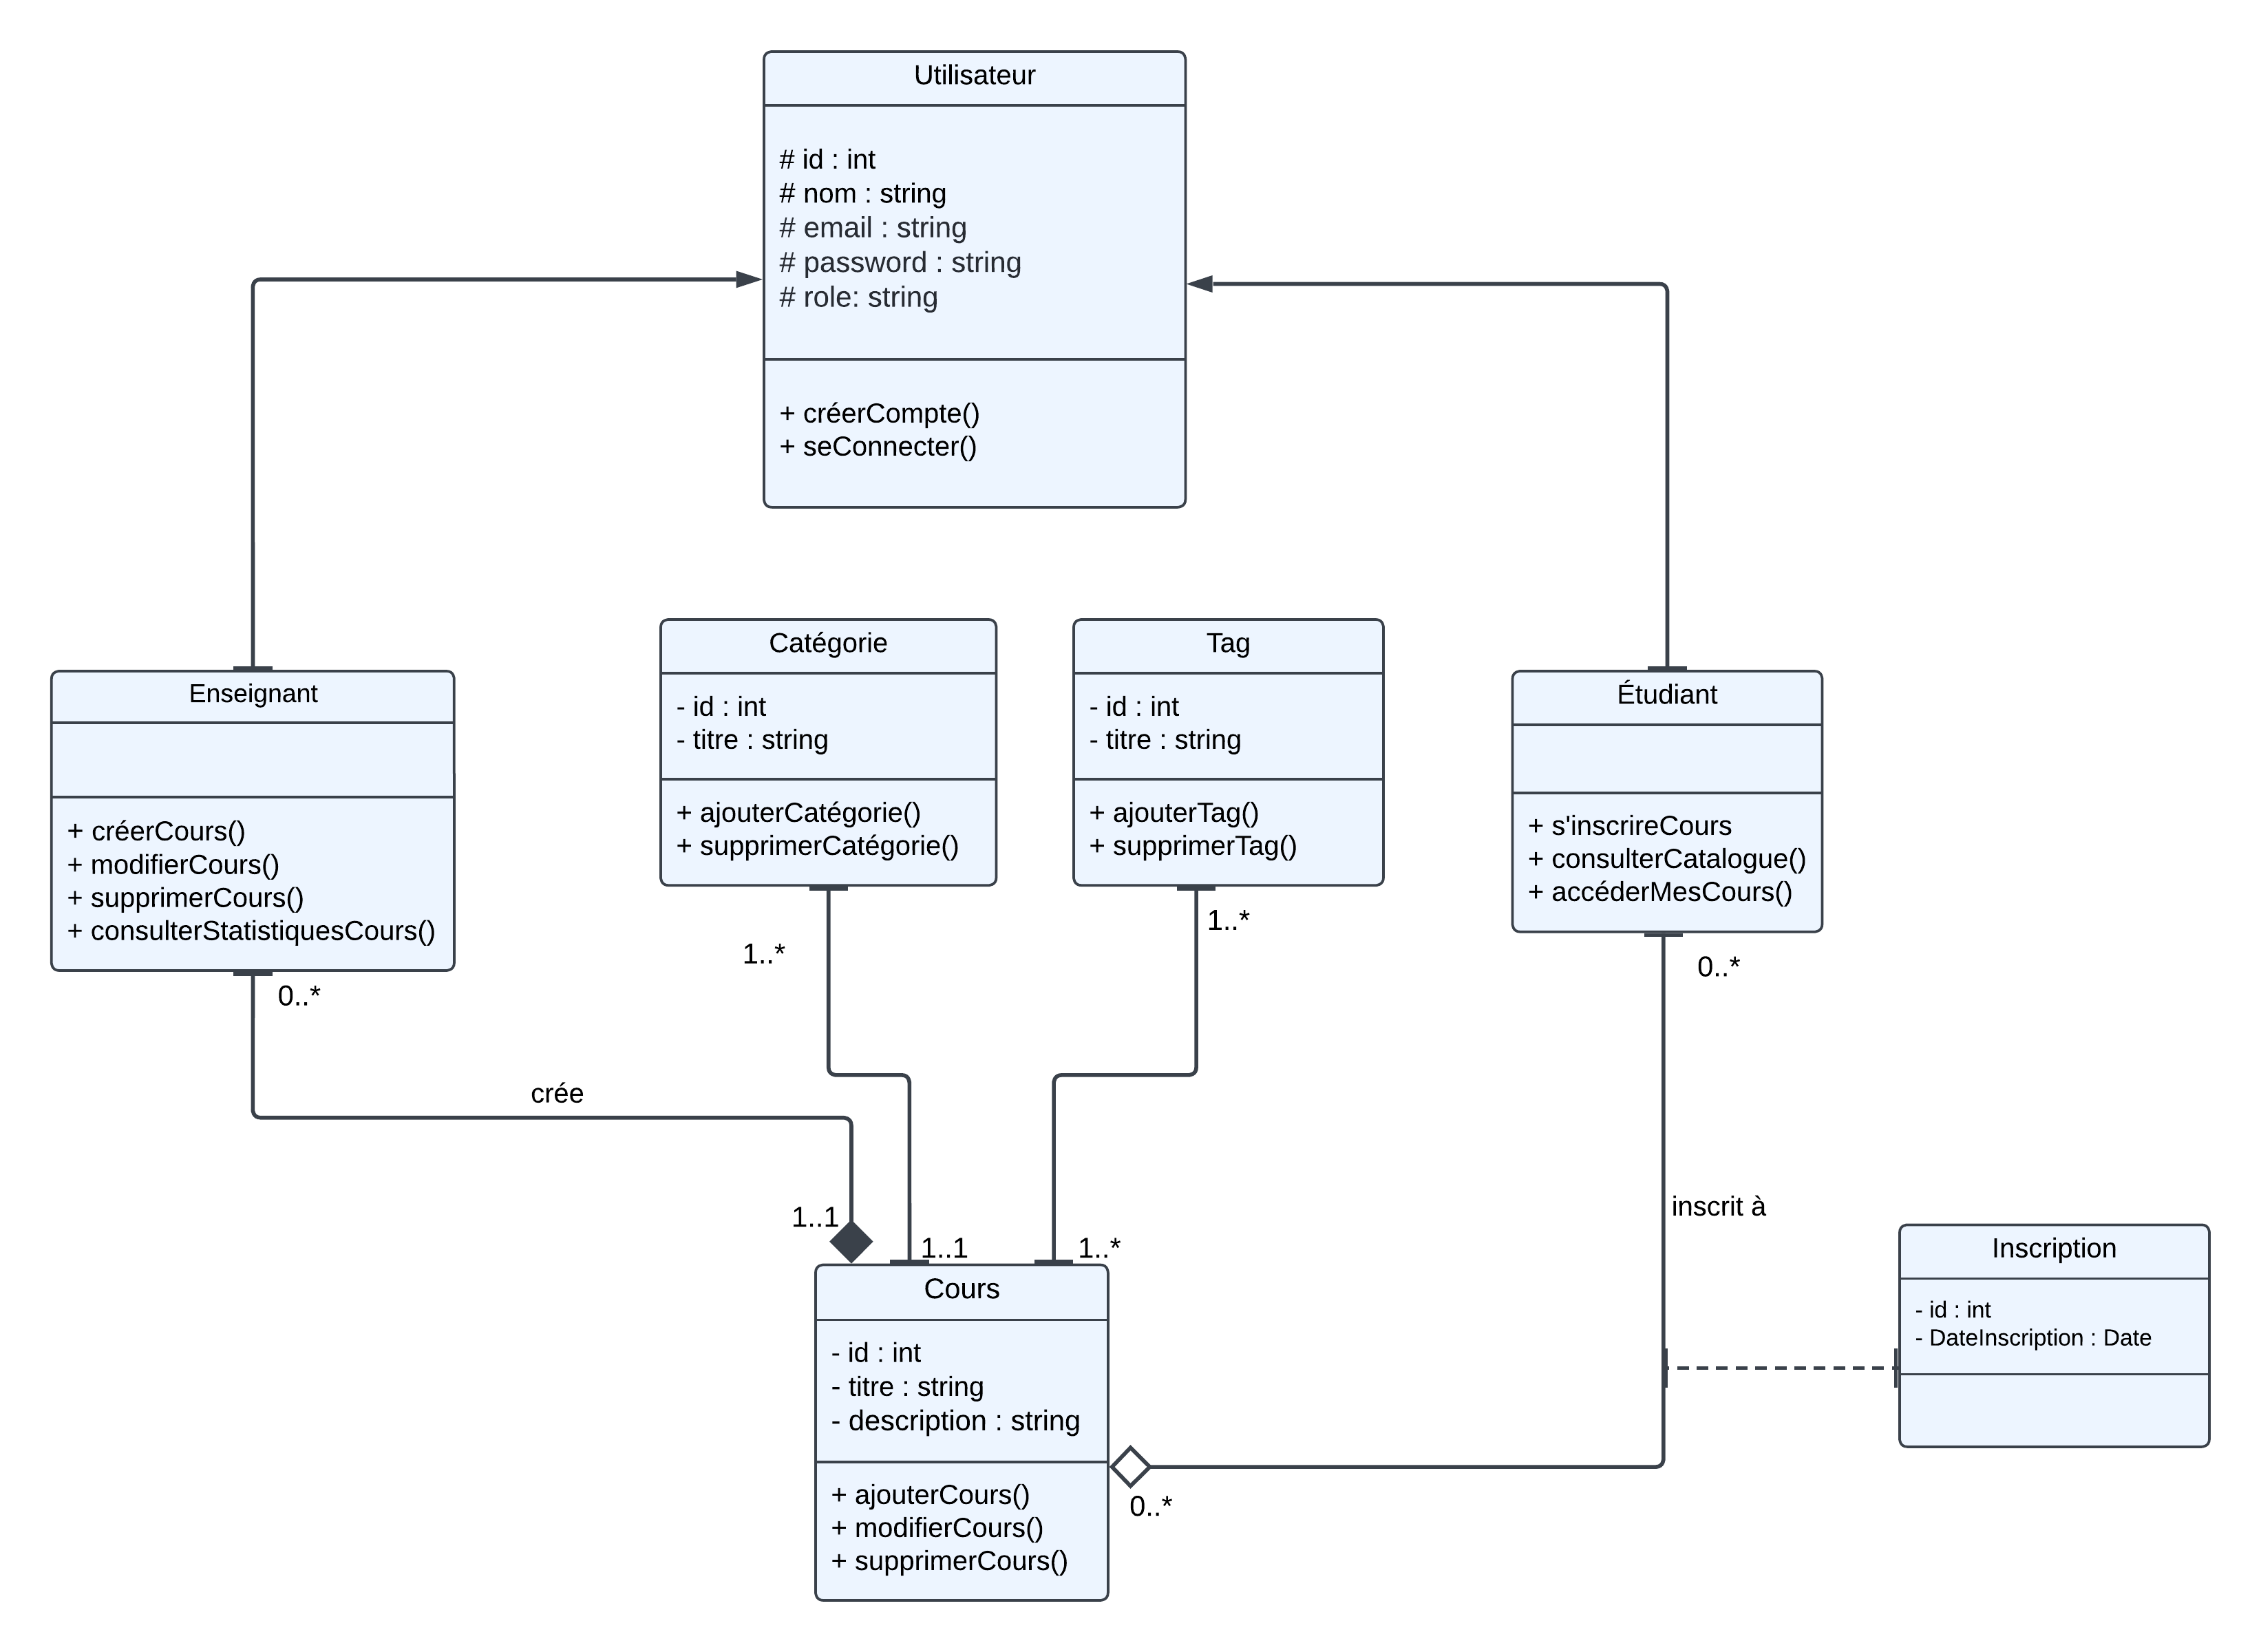 Utilisateur
# id : int
# nom : string
# email : string
# password : string
# role: string
+ créerCompte()
+ seConnecter()
Enseignant
+ créerCours()
+ modifierCours()
+ supprimerCours()
+ consulterStatistiquesCours()
0..*
Catégorie
- id : int
- titre : string
+ ajouterCatégorie()
+ supprimerCatégorie()
1..*
Tag
- id : int
- titre : string
+ ajouterTag()
+ supprimerTag()
1..*
Étudiant
+ s'inscrireCours
+ consulterCatalogue()
+ accéderMesCours()
0..*
crée
inscrit à
1..1
1..1
1..*
Cours
- id : int
- titre : string
- description : string
+ ajouterCours()
+ modifierCours()
+ supprimerCours()
0..*
Inscription
- id : int
- DateInscription : Date